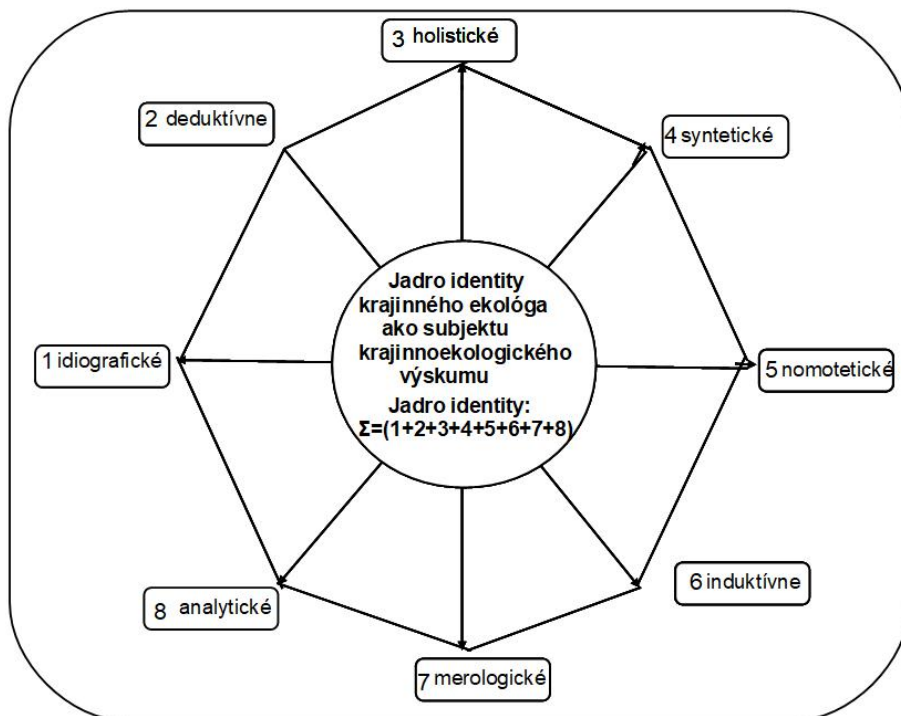 3 holistické
2 deduktívne
4 syntetické
Jadro identity
krajinného ekológa
ako subjektu
krajinnoekologického
výskumu
Jadro identity:
Σ=(1+2+3+4+5+6+7+8)
1 idiografické
5 nomotetické
8 analytické
6 induktívne
7 merologické